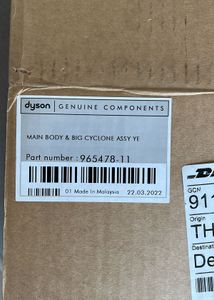 dyson GENUINE COMPONENTS
MAIN BODY & BIG CYCLONE ASSY YE
Part number : 965478-11
01 Made In Malaysia 22.03.2022
GCN
911
Origin
TH
Destinat
De